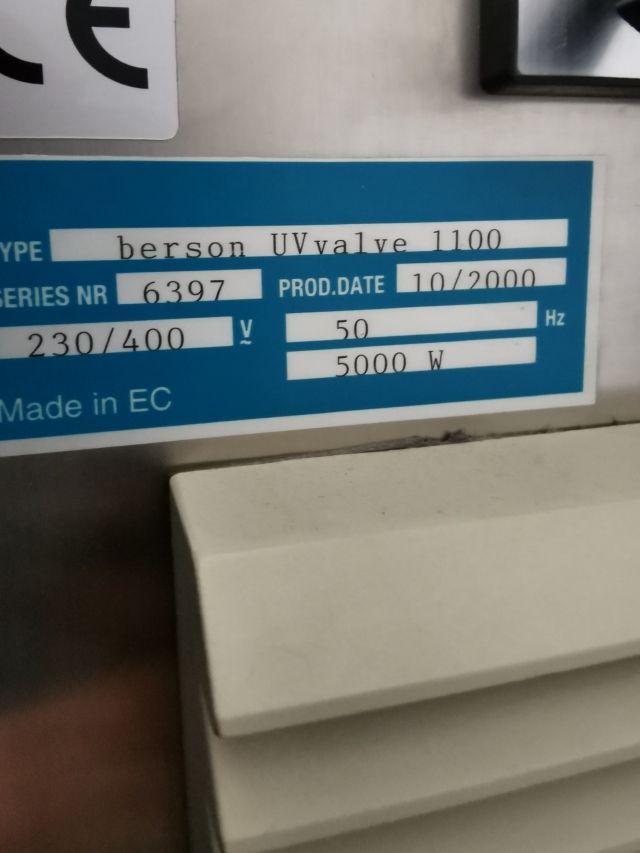 CE
YPE berson UVvalve 1100
SERIES NR 6397 PROD.DATE 10/2000
230/400 V~ 50 Hz
5000 W
Made in EC